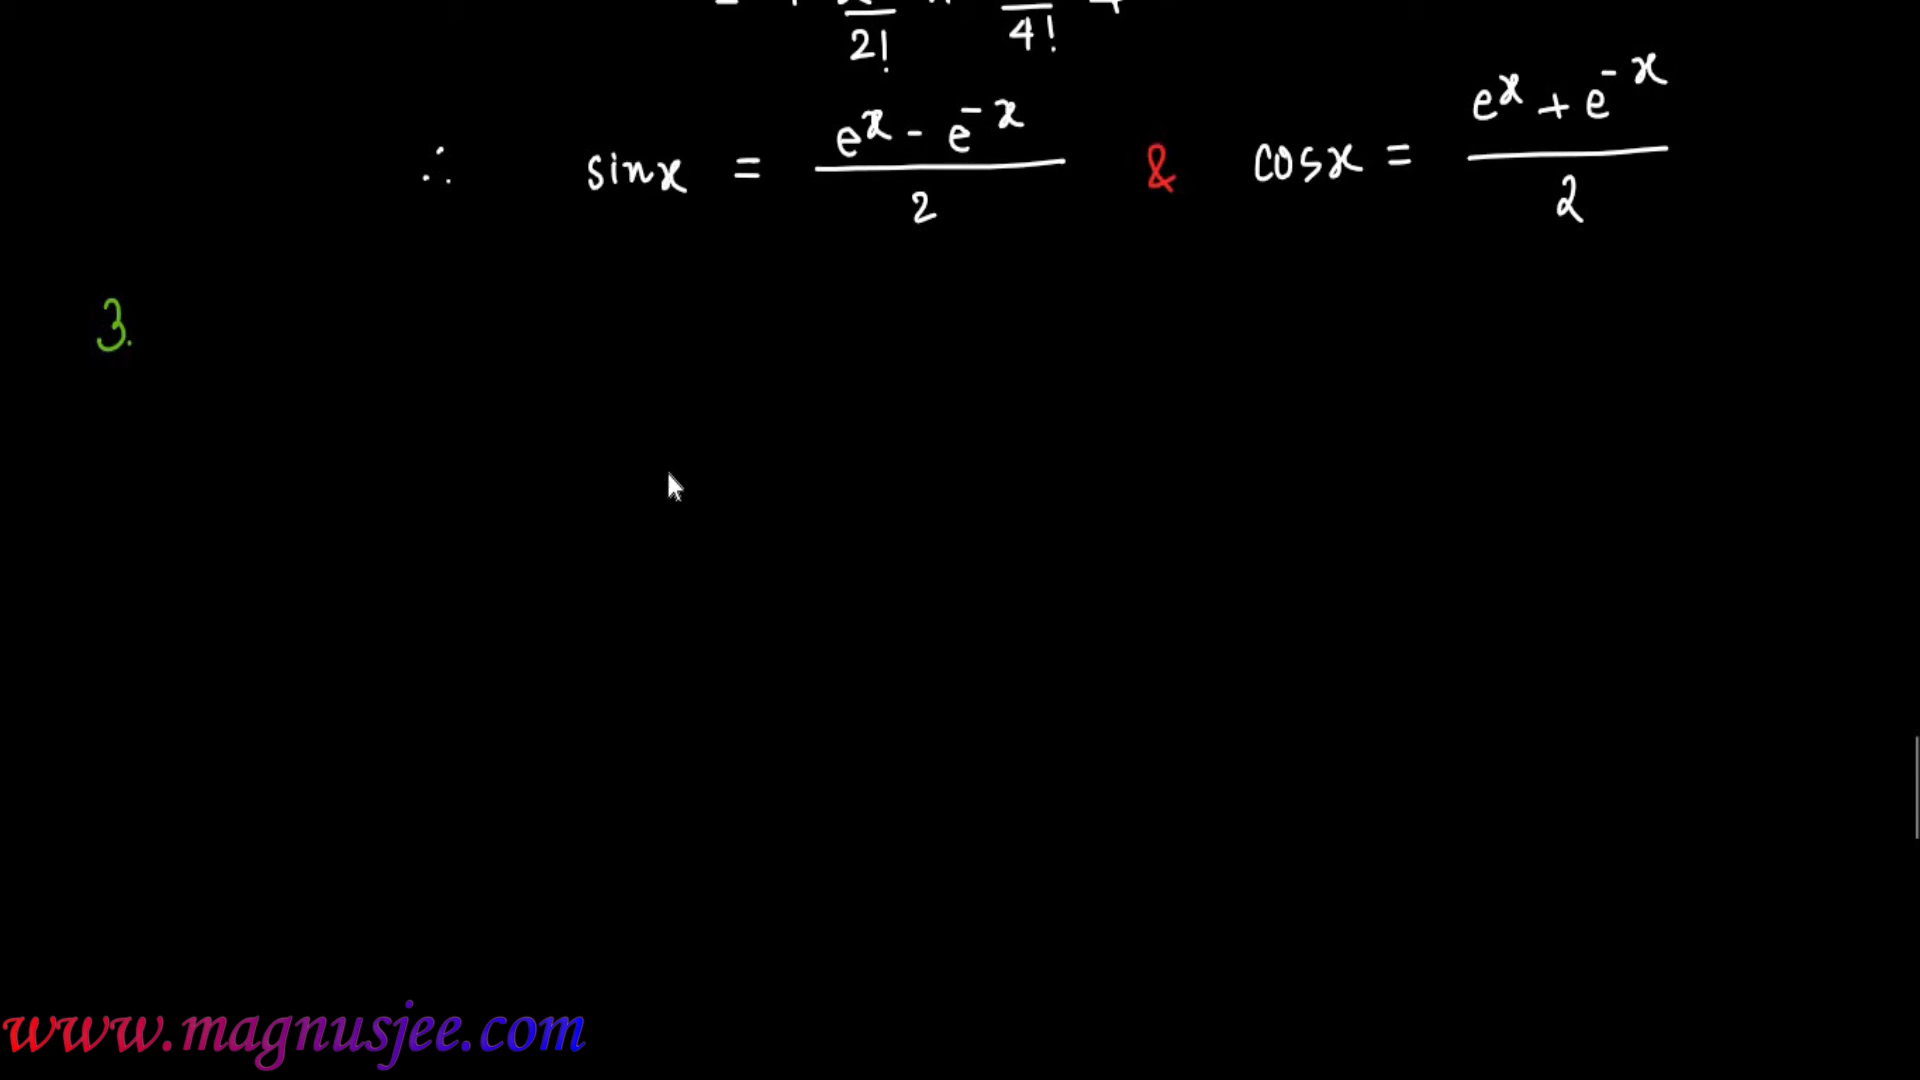 2! 4! +
∴ sinx = (e^x - e^-x)/2 & cosx = (e^x + e^-x)/2
3.
www.magnusjee.com